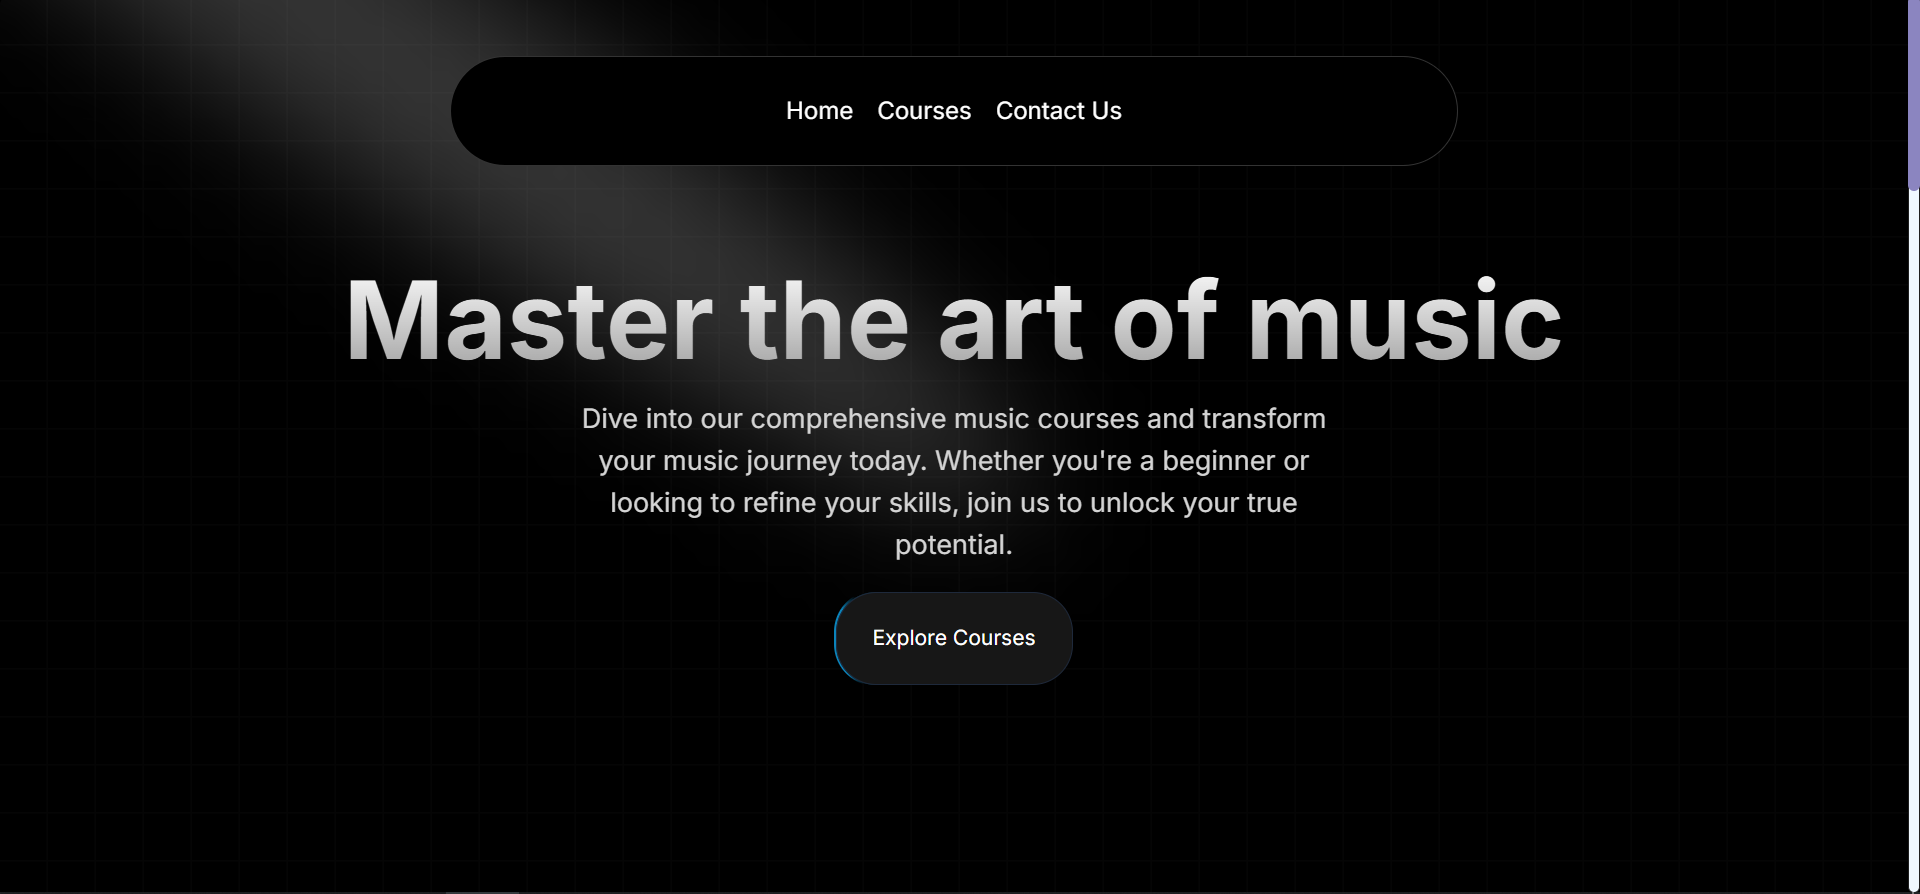 Home Courses Contact Us
Master the art of music
Dive into our comprehensive music courses and transform
your music journey today. Whether you're a beginner or
looking to refine your skills, join us to unlock your true
potential.
Explore Courses